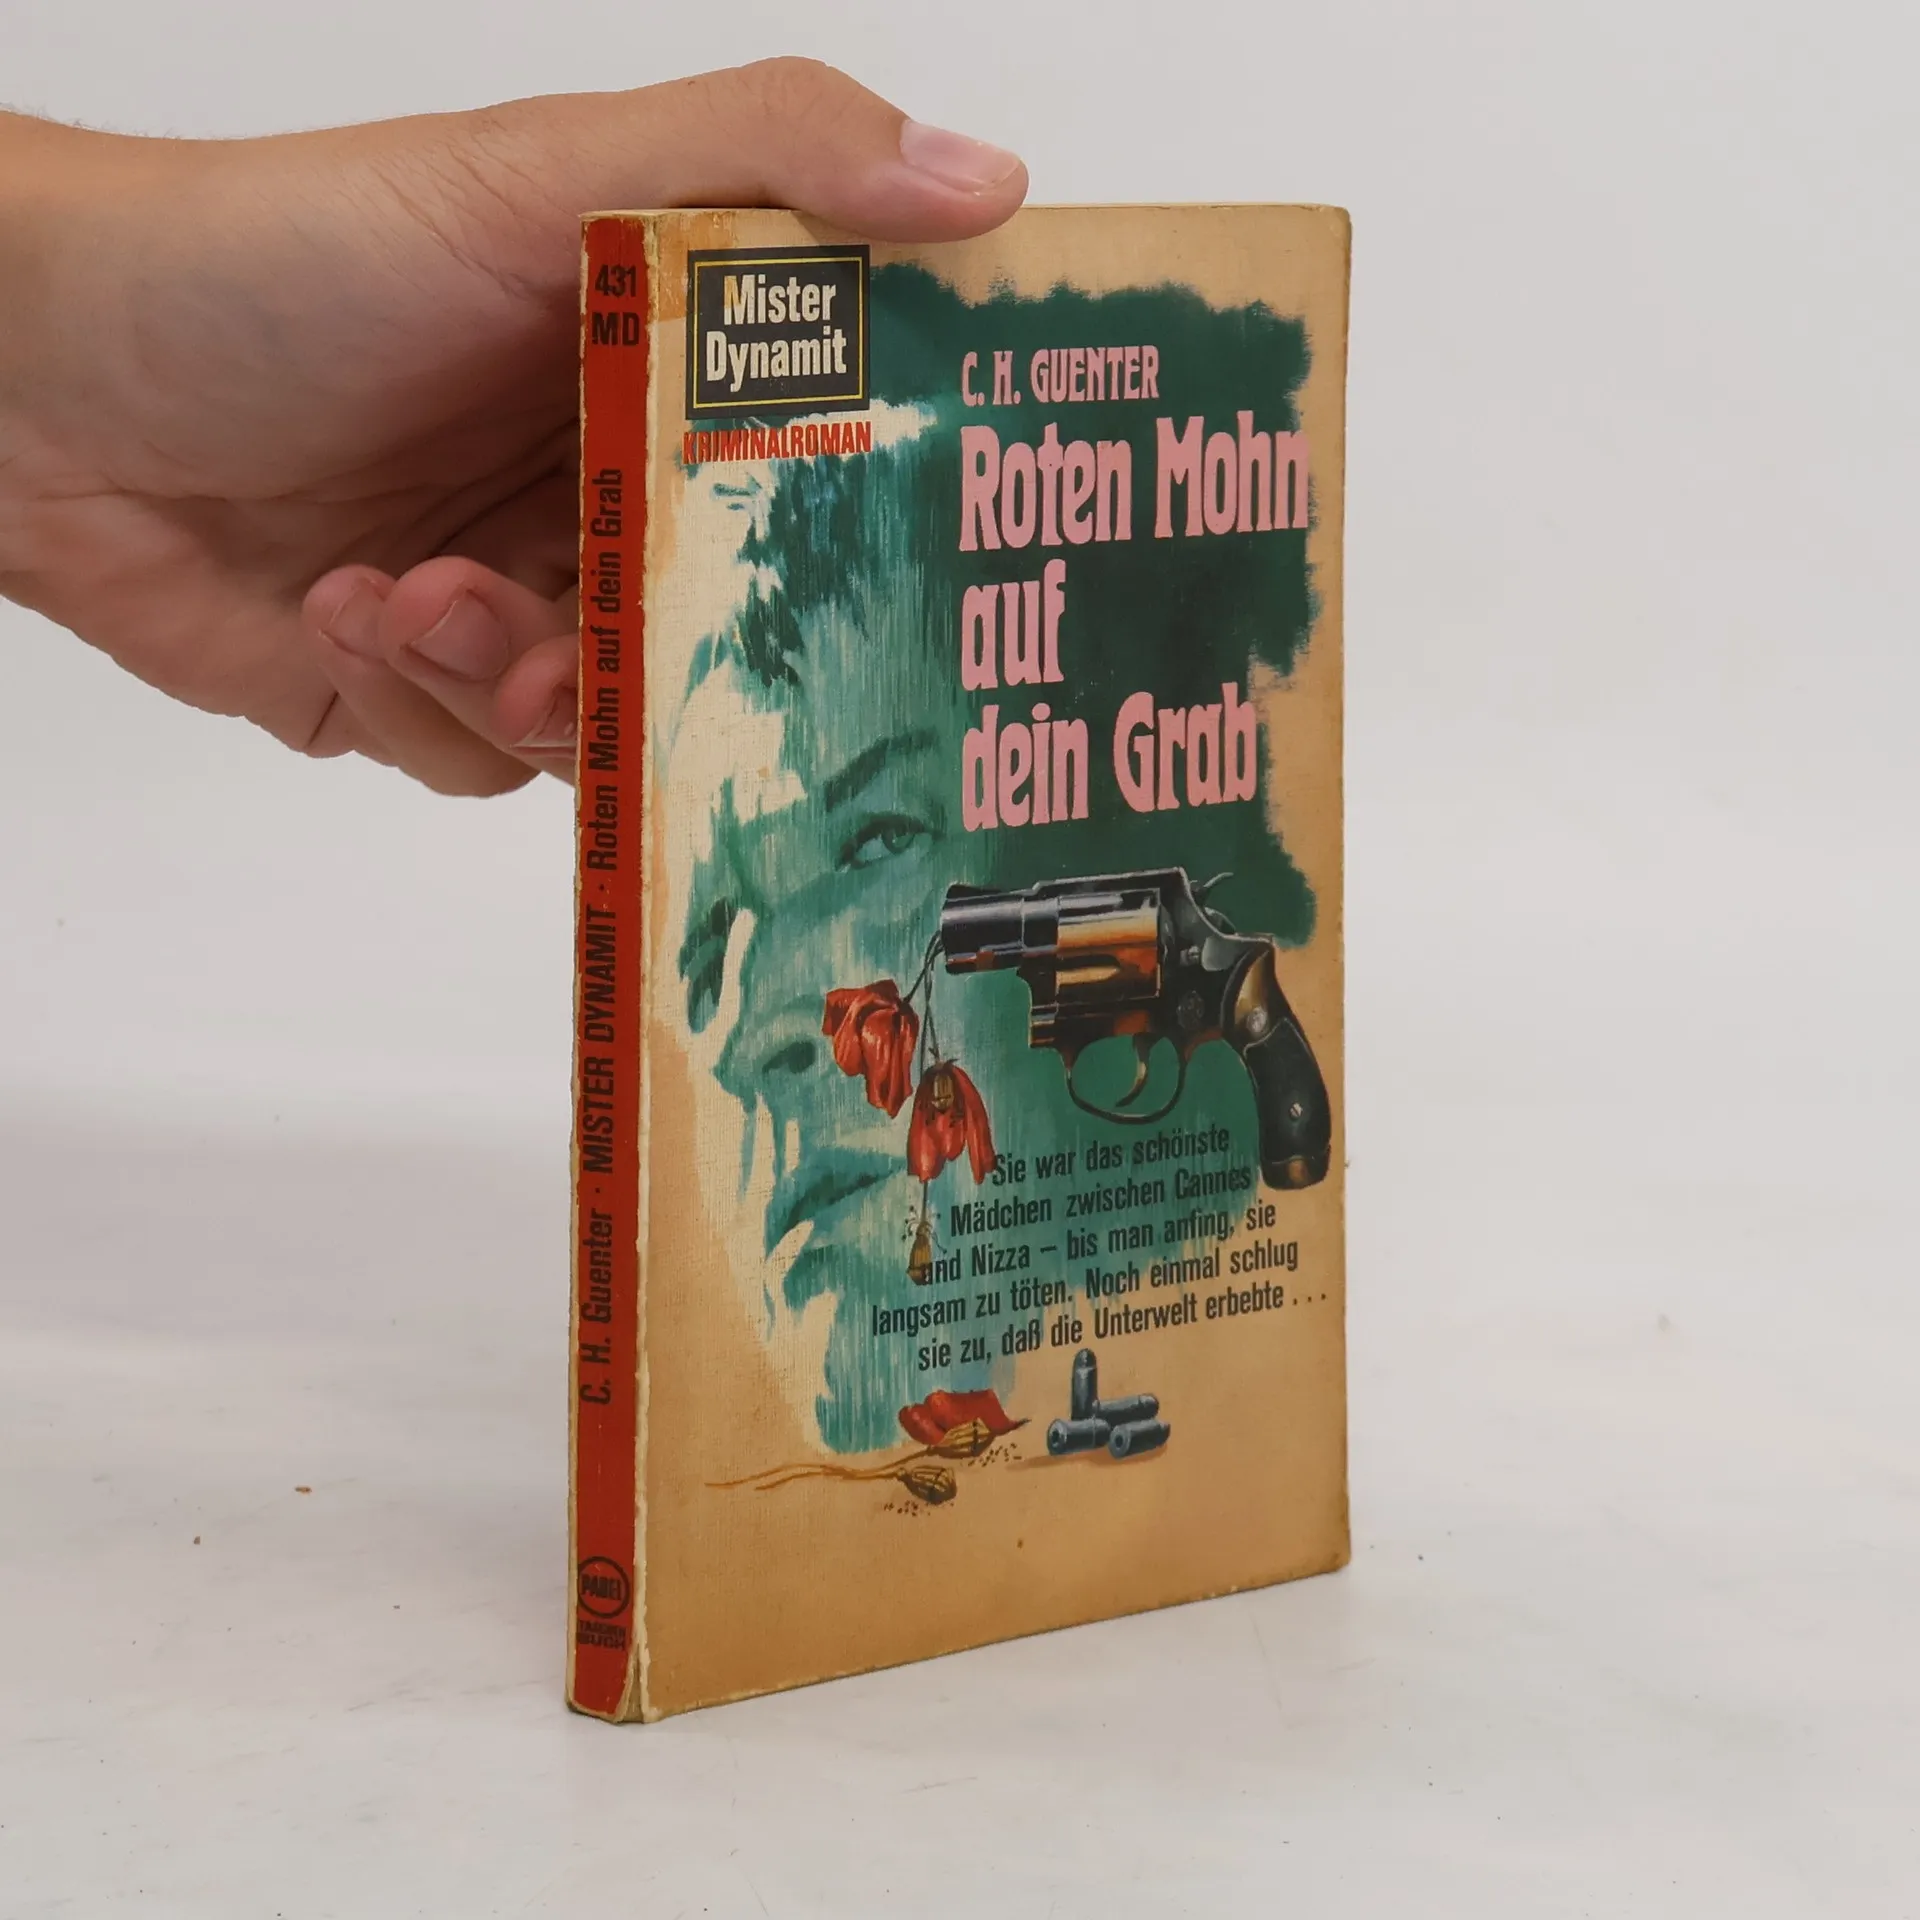 431
MD
C. H. Guenter · MISTER DYNAMIT · Roten Mohn auf dein Grab
PABEL
TASCHEN
BUCH
Mister
Dynamit
KRIMINALROMAN
C. H. GUENTER
Roten Mohn
auf
dein Grab
Sie war das schönste
Mädchen zwischen Cannes
und Nizza – bis man anfing, sie
langsam zu töten. Noch einmal schlug
sie zu, daß die Unterwelt erbebte . . .